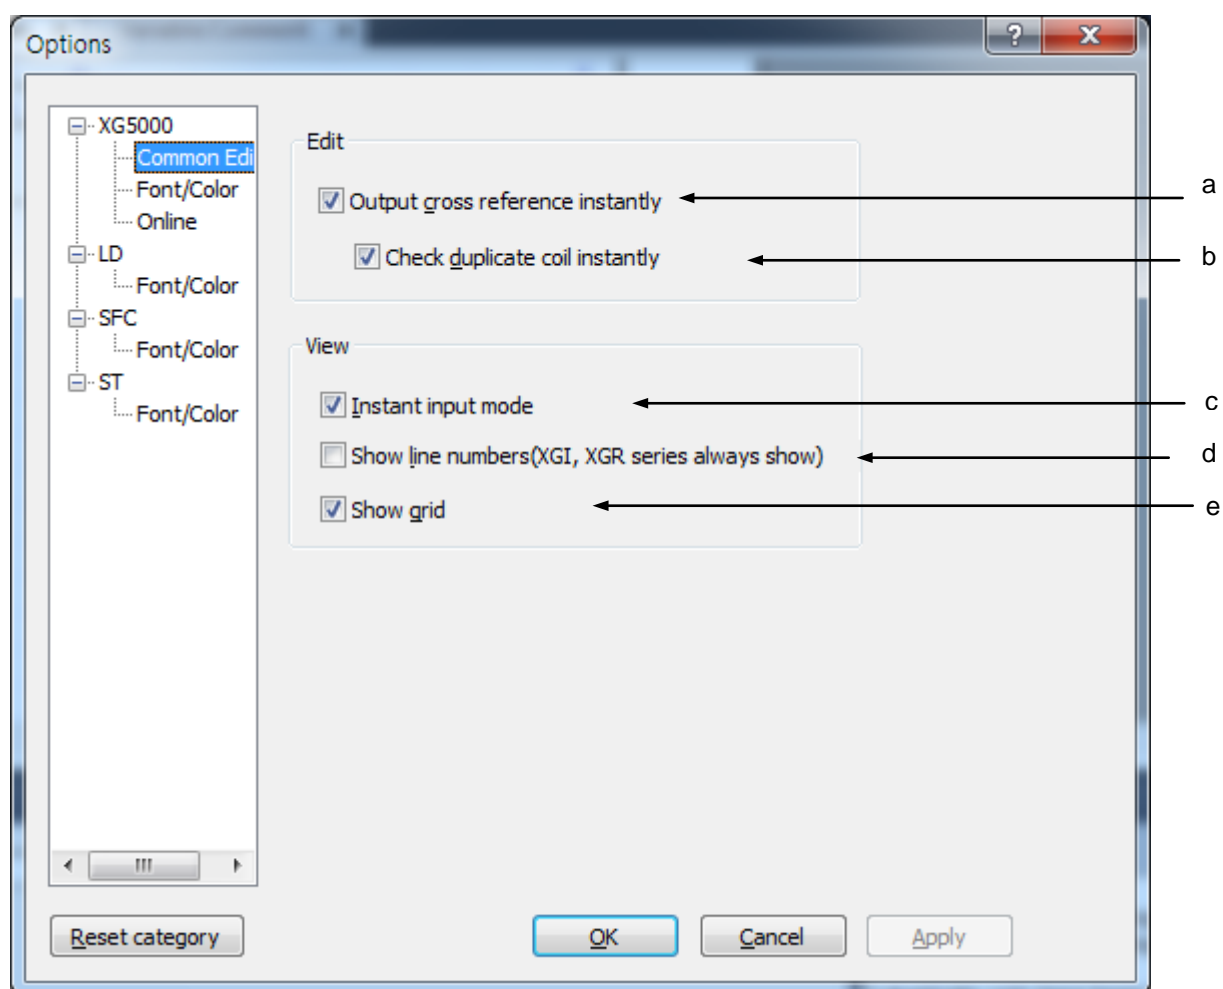 Options
XG5000
Common Edi
Font/Color
Online
LD
Font/Color
SFC
Font/Color
ST
Font/Color
Edit
Output cross reference instantly
a
Check duplicate coil instantly
b
View
Instant input mode
c
Show line numbers(XGI, XGR series always show)
d
Show grid
e
Reset category
OK
Cancel
Apply